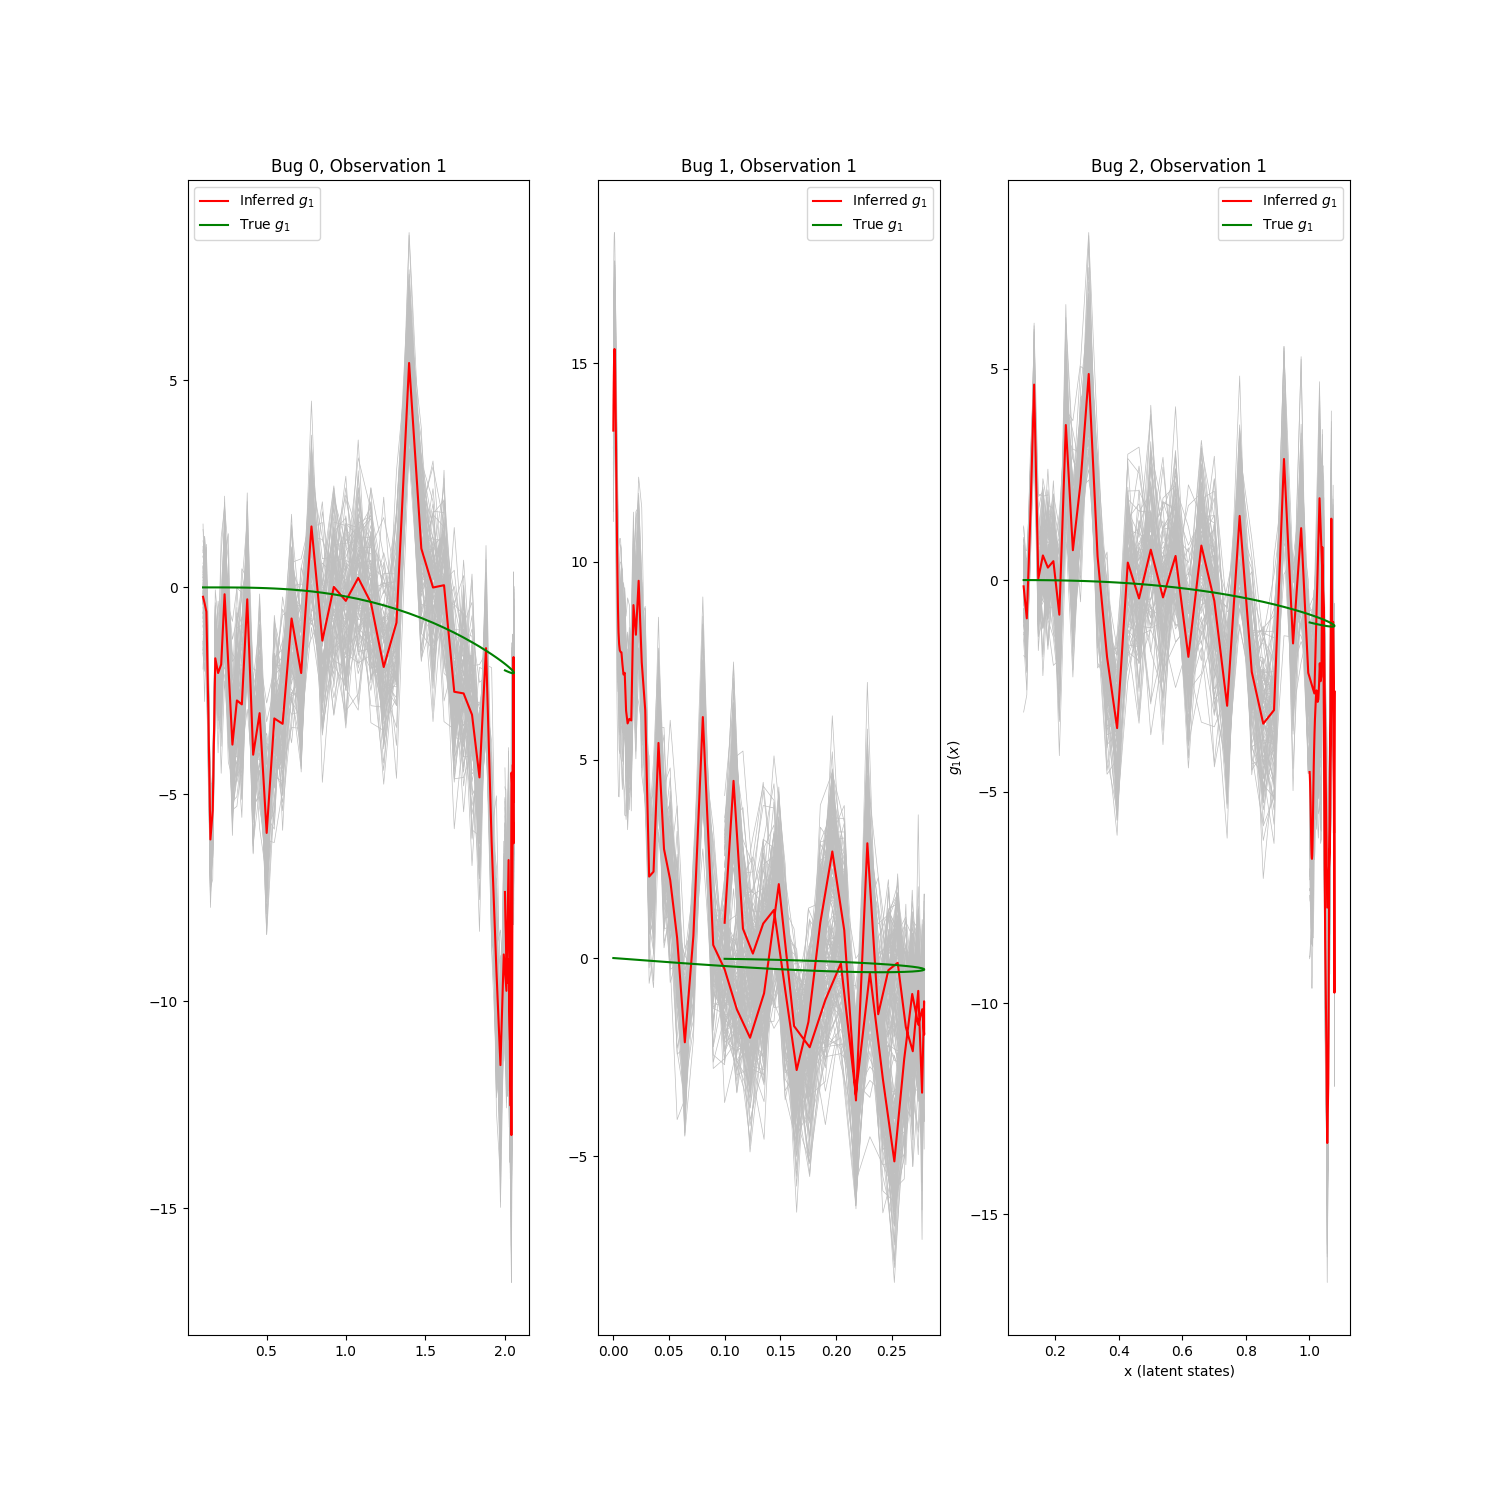 Bug 0, Observation 1
Inferred g₁
True g₁
5
0
−5
−10
−15
0.5 1.0 1.5 2.0
Bug 1, Observation 1
Inferred g₁
True g₁
15
10
5
0
−5
0.00 0.05 0.10 0.15 0.20 0.25
Bug 2, Observation 1
Inferred g₁
True g₁
g₁(x)
5
0
−5
−10
−15
0.2 0.4 0.6 0.8 1.0
x (latent states)